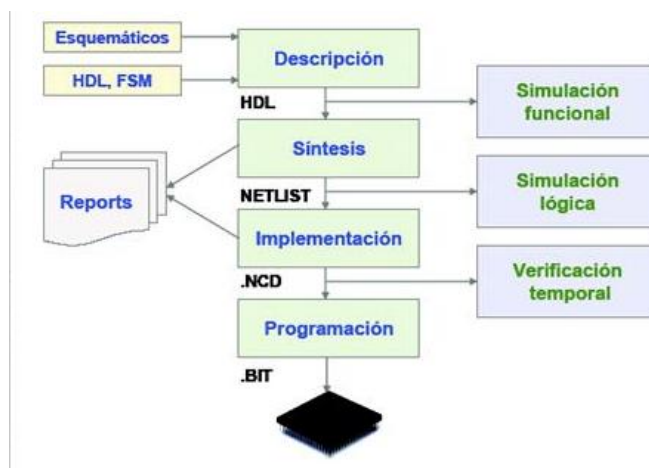 Esquemáticos
HDL, FSM
Descripción
HDL
Simulación
funcional
Síntesis
Reports
NETLIST
Simulación
lógica
Implementación
.NCD
Verificación
temporal
Programación
.BIT